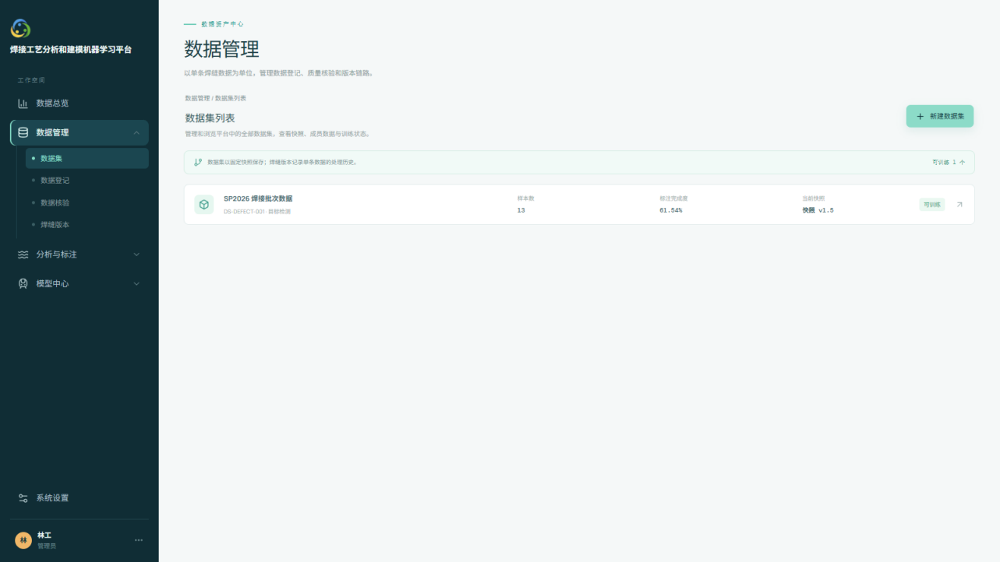 焊接工艺分析和建模机器学习平台
工作空间
数据总览
数据管理
数据集
数据登记
数据核验
焊缝版本
分析与标注
模型中心
系统设置
林
林工
管理员
数据资产中心
数据管理
以单条焊缝数据为单位，管理数据登记、质量核验和版本链路。
数据管理 / 数据集列表
数据集列表
管理和浏览平台中的全部数据集，查看快照、成员数据与训练状态。
新建数据集
数据集以固定快照保存；焊缝版本记录单条数据的处理历史。
可训练 1 个
SP2026 焊接批次数据
DS-DEFECT-001·目标检测
样本数
13
标注完成度
61.54%
当前快照
快照 v1.5
可训练